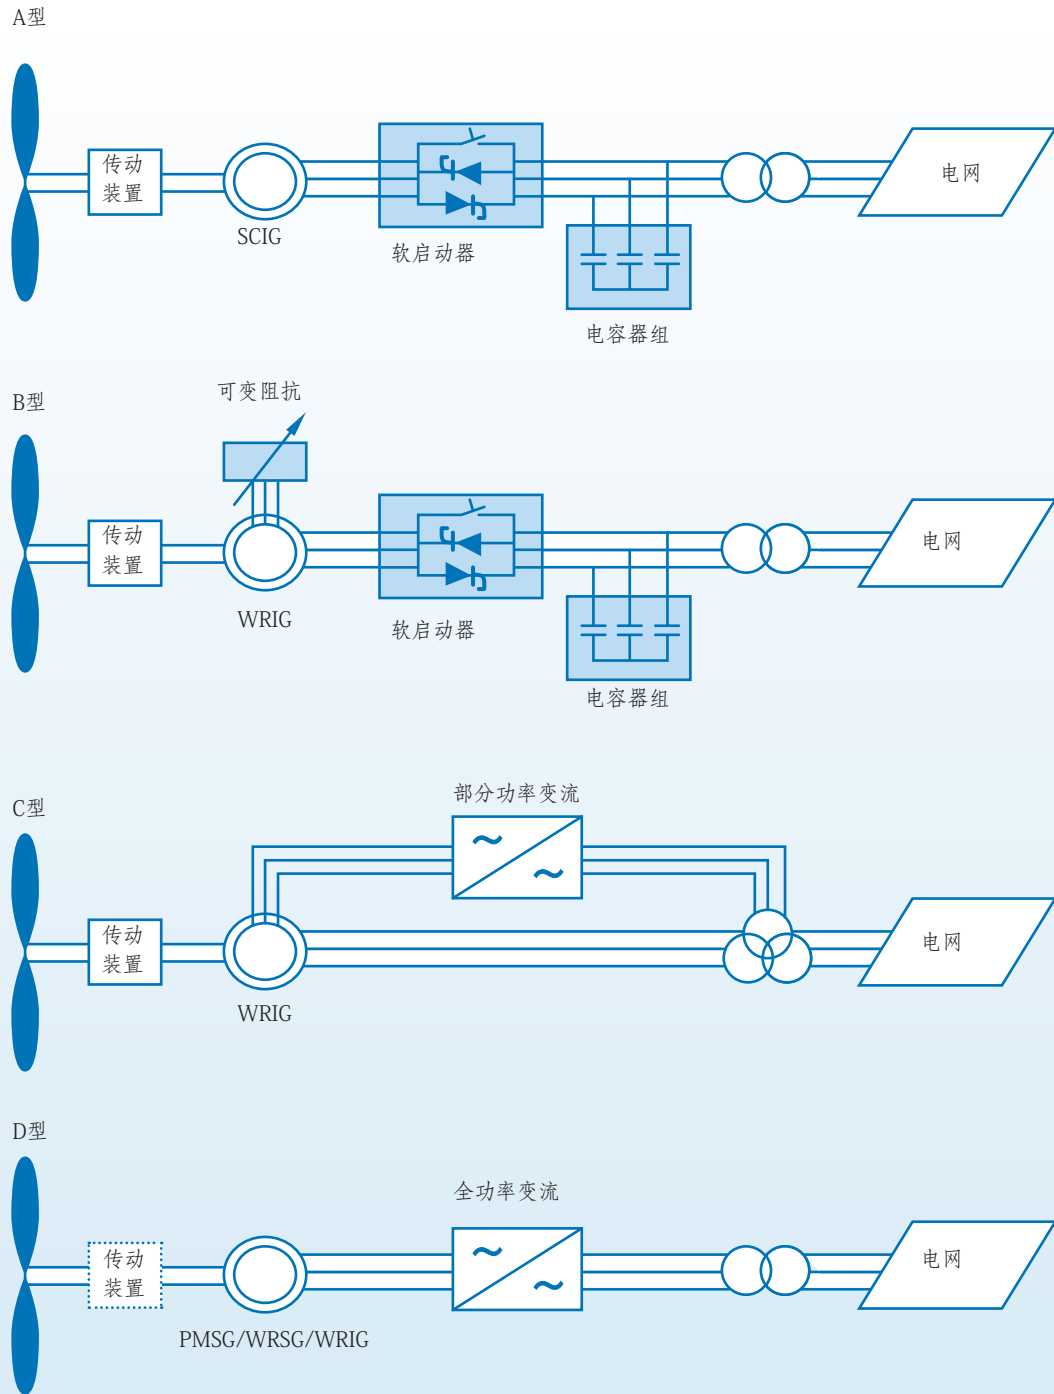 A型
传动
装置
SCIG
软启动器
电容器组
电网
B型
可变阻抗
传动
装置
WRIG
软启动器
电容器组
电网
C型
部分功率变流
传动
装置
WRIG
电网
D型
全功率变流
传动
装置
PMSG/WRSG/WRIG
电网